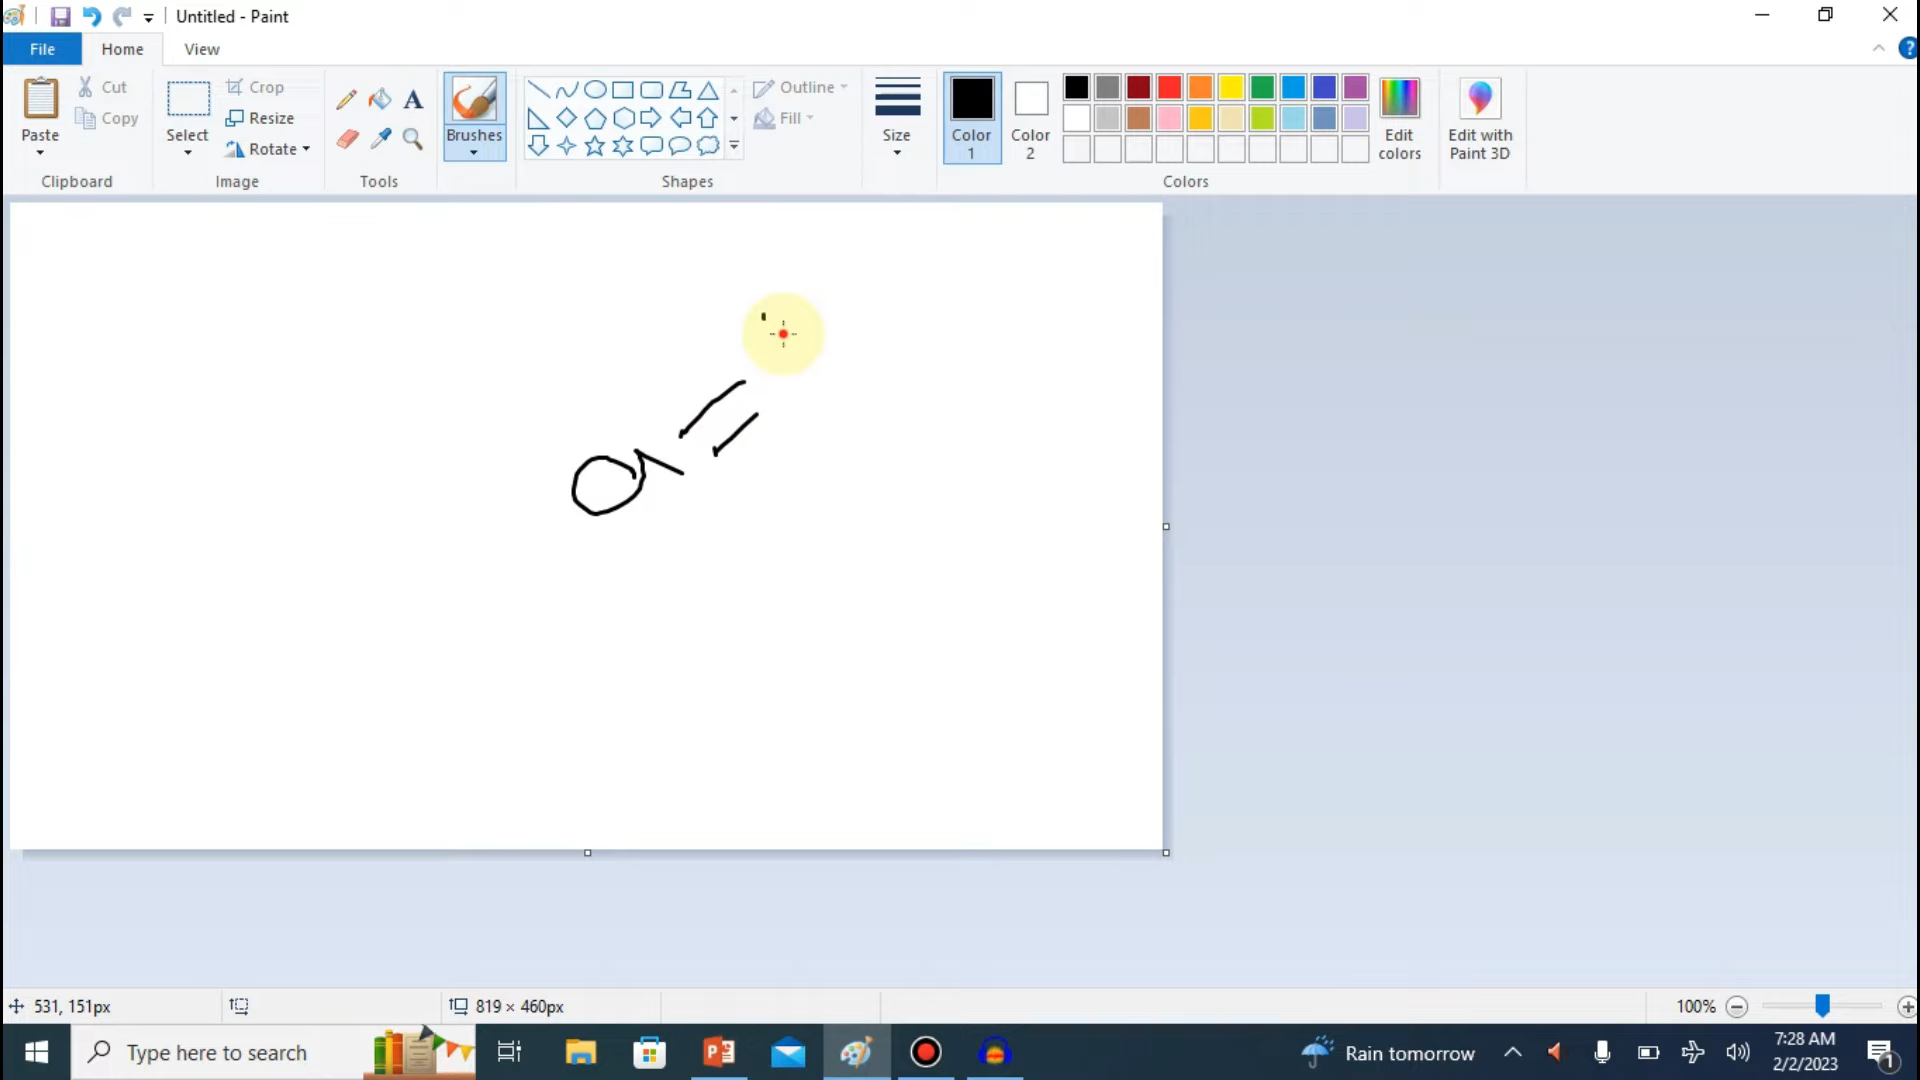 Untitled - Paint
File Home View
Paste
Cut
Copy
Clipboard
Select
Crop
Resize
Rotate
Image
Tools
Brushes
Shapes
Outline
Fill
Size
Color
1
Color
2
Colors
Edit
colors
Edit with
Paint 3D
531, 151px
819 × 460px
100%
Type here to search
Rain tomorrow
7:28 AM
2/2/2023
1